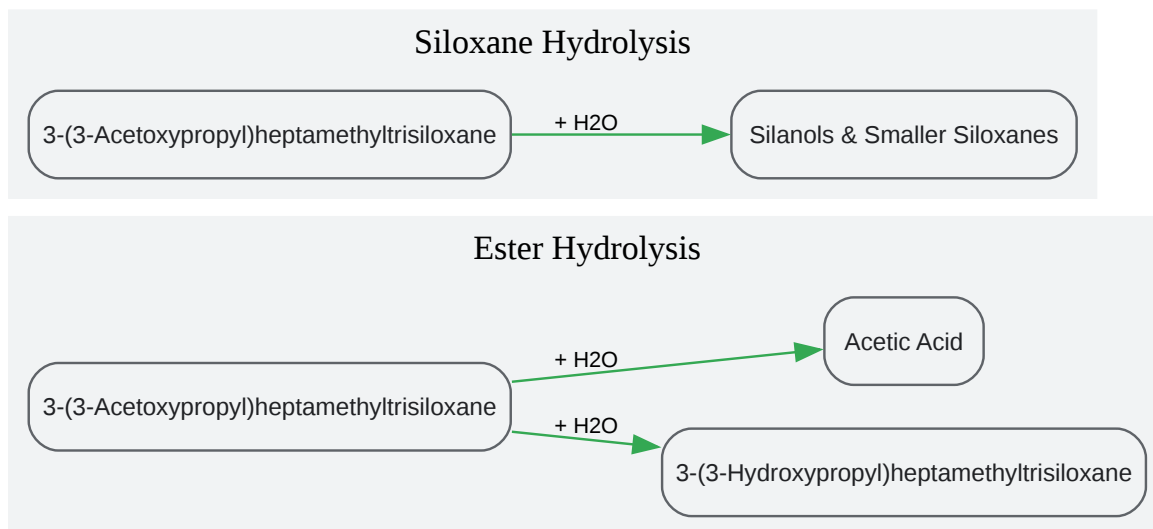 Siloxane Hydrolysis
3-(3-Acetoxypropyl)heptamethyltrisiloxane
+ H2O
Silanols & Smaller Siloxanes
Ester Hydrolysis
3-(3-Acetoxypropyl)heptamethyltrisiloxane
+ H2O
Acetic Acid
+ H2O
3-(3-Hydroxypropyl)heptamethyltrisiloxane